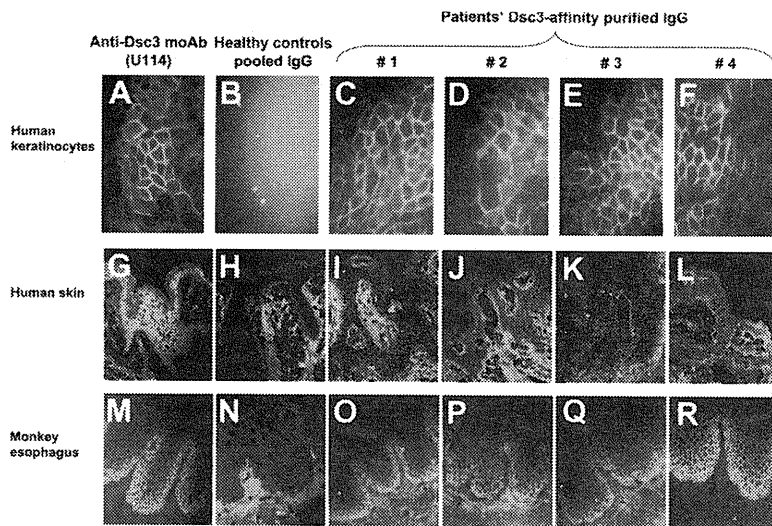 Patients' Dsc3-affinity purified IgG
Anti-Dsc3 moAb
(U114)
Healthy controls
pooled IgG
# 1
# 2
# 3
# 4
Human
keratinocytes
A
B
C
D
E
F
Human skin
G
H
I
J
K
L
Monkey
esophagus
M
N
O
P
Q
R